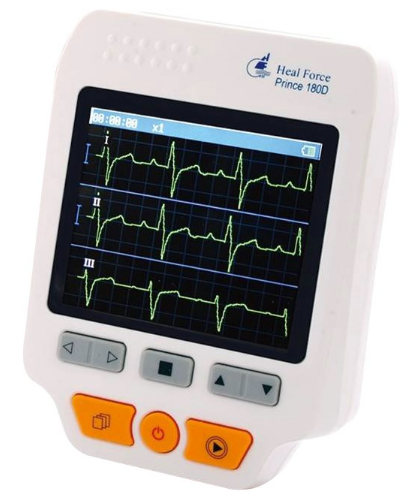 Heal Force
Prince 180D
00:00:00 x1
I
II
III